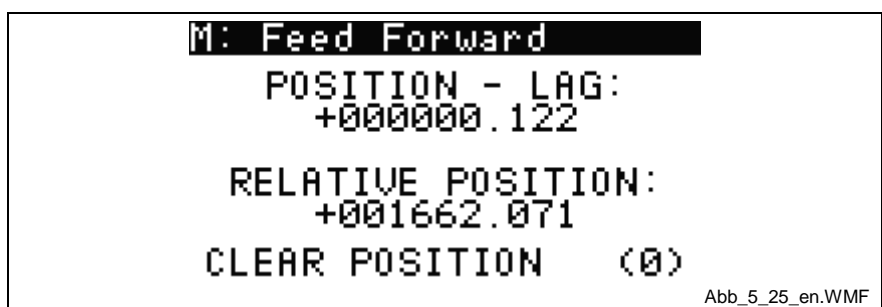 M: Feed Forward
POSITION - LAG:
+000000.122
RELATIVE POSITION:
+001662.071
CLEAR POSITION (0)
Abb_5_25_en.WMF